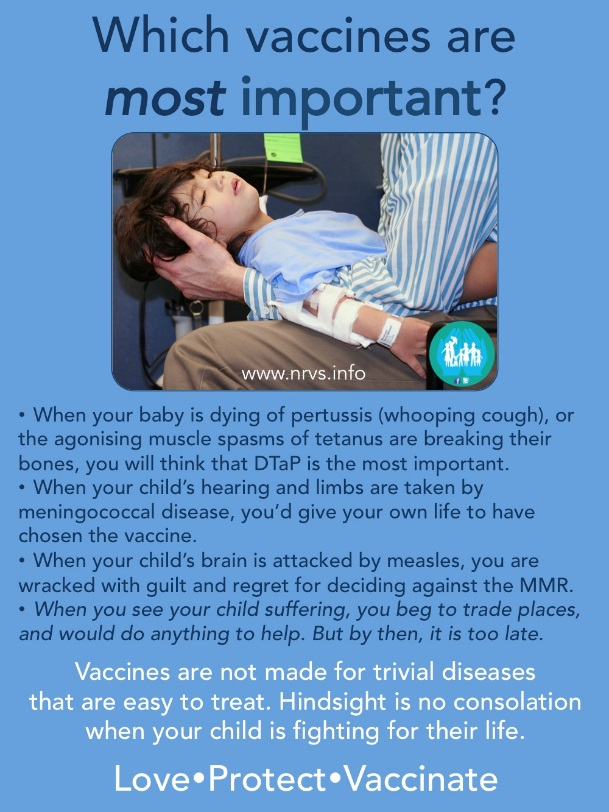 Which vaccines are
most important?
www.nrvs.info
• When your baby is dying of pertussis (whooping cough), or
the agonising muscle spasms of tetanus are breaking their
bones, you will think that DTaP is the most important.
• When your child’s hearing and limbs are taken by
meningococcal disease, you’d give your own life to have
chosen the vaccine.
• When your child’s brain is attacked by measles, you are
wracked with guilt and regret for deciding against the MMR.
• When you see your child suffering, you beg to trade places,
and would do anything to help. But by then, it is too late.
Vaccines are not made for trivial diseases
that are easy to treat. Hindsight is no consolation
when your child is fighting for their life.
Love•Protect•Vaccinate